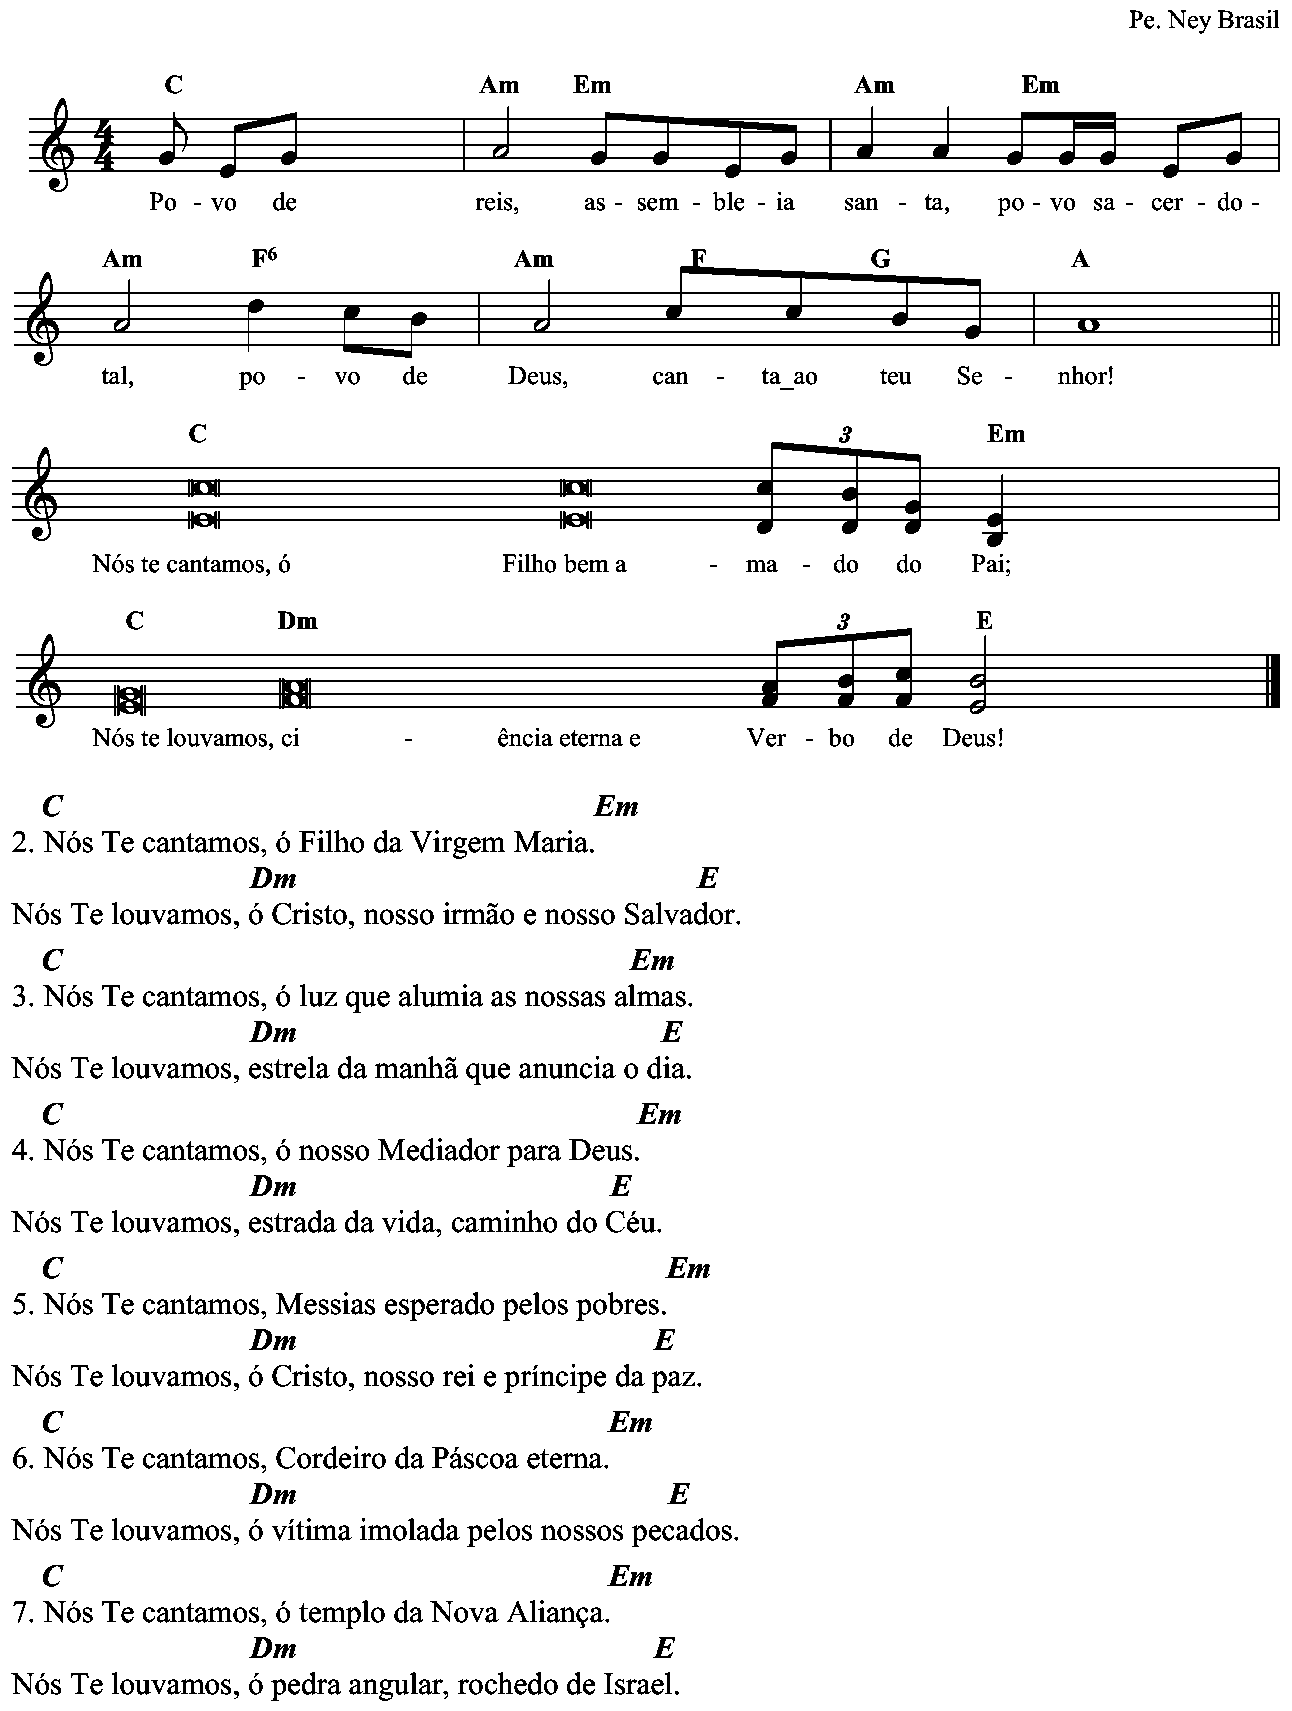 Pe. Ney Brasil
C Am Em Am Em
4
4
Po - vo de reis, as - sem - ble - ia san - ta, po - vo sa - cer - do -
Am F6 Am F G A
tal, po - vo de Deus, can - ta_ao teu Se - nhor!
C 3 Em
Nós te cantamos, ó Filho bem a - ma - do do Pai;
C Dm 3 E
Nós te louvamos, ci - ência eterna e Ver - bo de Deus!
C Em
2. Nós Te cantamos, ó Filho da Virgem Maria.
Dm E
Nós Te louvamos, ó Cristo, nosso irmão e nosso Salvador.
C Em
3. Nós Te cantamos, ó luz que alumia as nossas almas.
Dm E
Nós Te louvamos, estrela da manhã que anuncia o dia.
C Em
4. Nós Te cantamos, ó nosso Mediador para Deus.
Dm E
Nós Te louvamos, estrada da vida, caminho do Céu.
C Em
5. Nós Te cantamos, Messias esperado pelos pobres.
Dm E
Nós Te louvamos, ó Cristo, nosso rei e príncipe da paz.
C Em
6. Nós Te cantamos, Cordeiro da Páscoa eterna.
Dm E
Nós Te louvamos, ó vítima imolada pelos nossos pecados.
C Em
7. Nós Te cantamos, ó templo da Nova Aliança.
Dm E
Nós Te louvamos, ó pedra angular, rochedo de Israel.